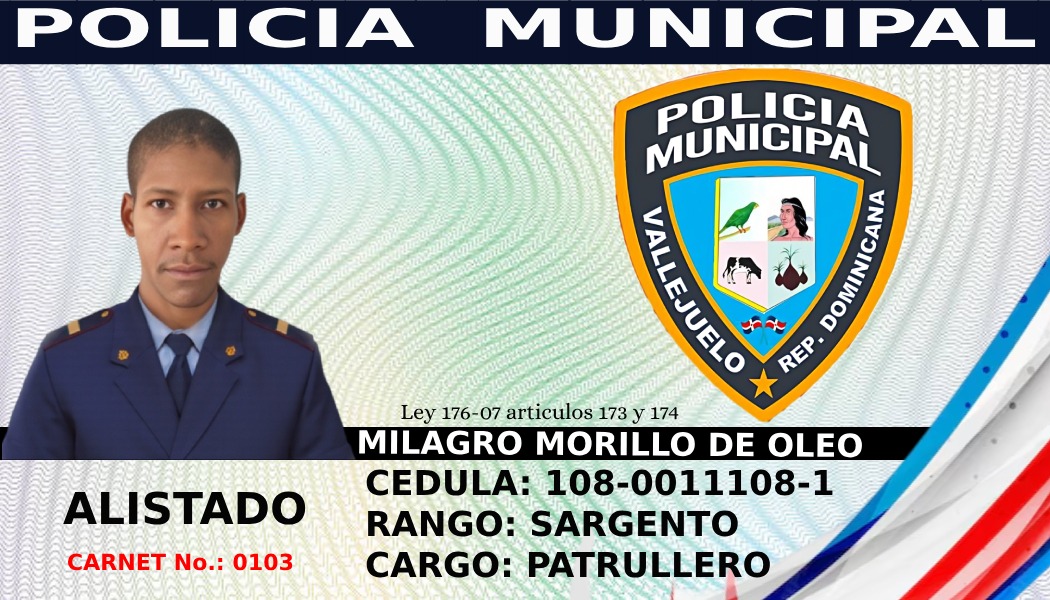 POLICIA MUNICIPAL
POLICIA
MUNICIPAL
VALLEJUELO
REP. DOMINICANA
Ley 176-07 articulos 173 y 174
MILAGRO MORILLO DE OLEO
CEDULA: 108-0011108-1
ALISTADO
RANGO: SARGENTO
CARNET No.: 0103
CARGO: PATRULLERO